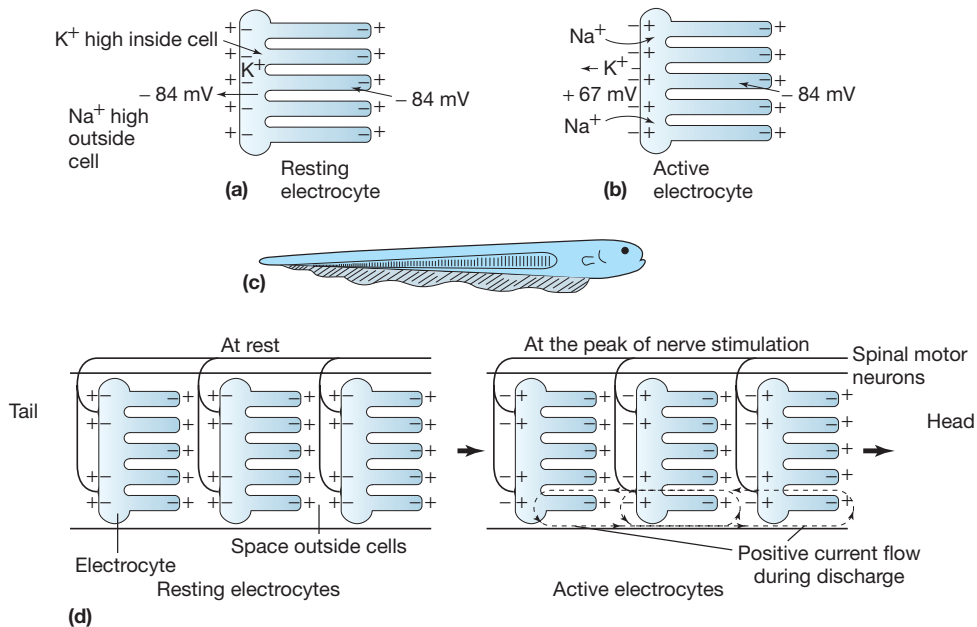 K⁺ high inside cell
K⁺
– 84 mV
– 84 mV
Na⁺ high
outside
cell
Resting
electrocyte
(a)
Na⁺
K⁺
+ 67 mV
– 84 mV
Na⁺
Active
electrocyte
(b)
(c)
At rest
At the peak of nerve stimulation
Spinal motor
neurons
Tail
Head
Space outside cells
Electrocyte
Positive current flow
during discharge
Resting electrocytes
Active electrocytes
(d)